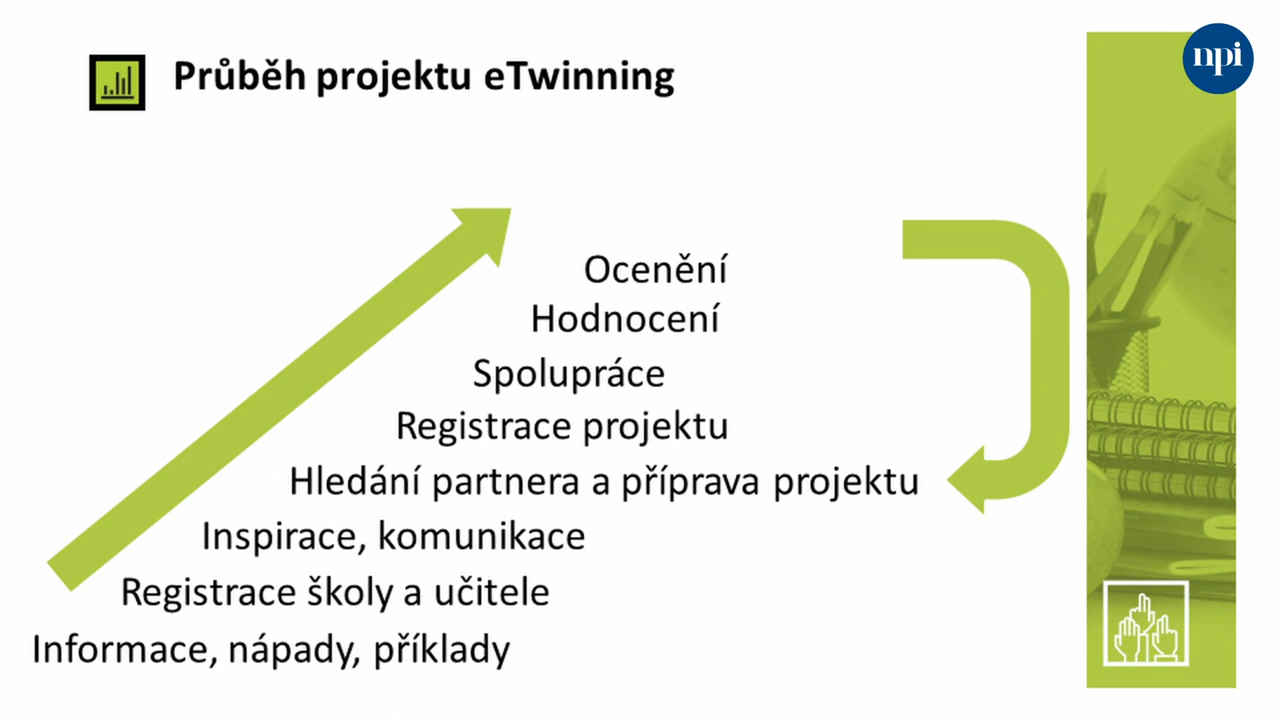 npi
Průběh projektu eTwinning
Ocenění
Hodnocení
Spolupráce
Registrace projektu
Hledání partnera a příprava projektu
Inspirace, komunikace
Registrace školy a učitele
Informace, nápady, příklady